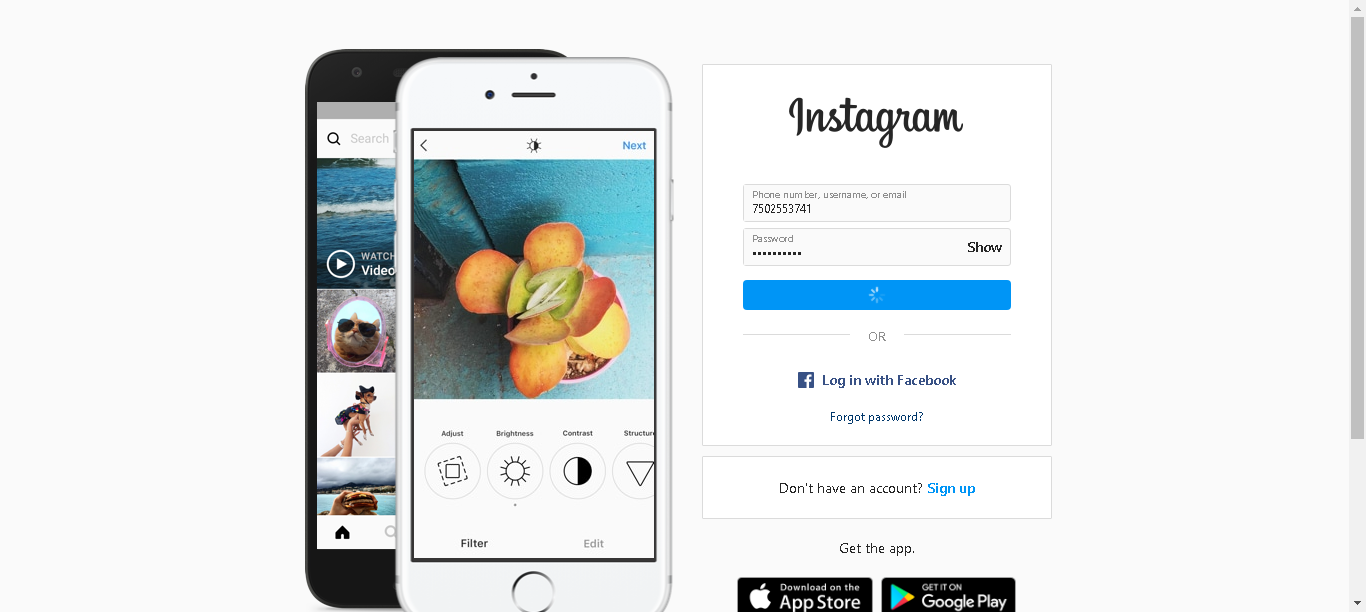 Search
WATCH
Video
Next
Adjust
Brightness
Contrast
Structure
Filter
Edit
Instagram
Phone number, username, or email
7502553741
Password
Show
OR
Log in with Facebook
Forgot password?
Don't have an account? Sign up
Get the app.
Download on the
App Store
GET IT ON
Google Play